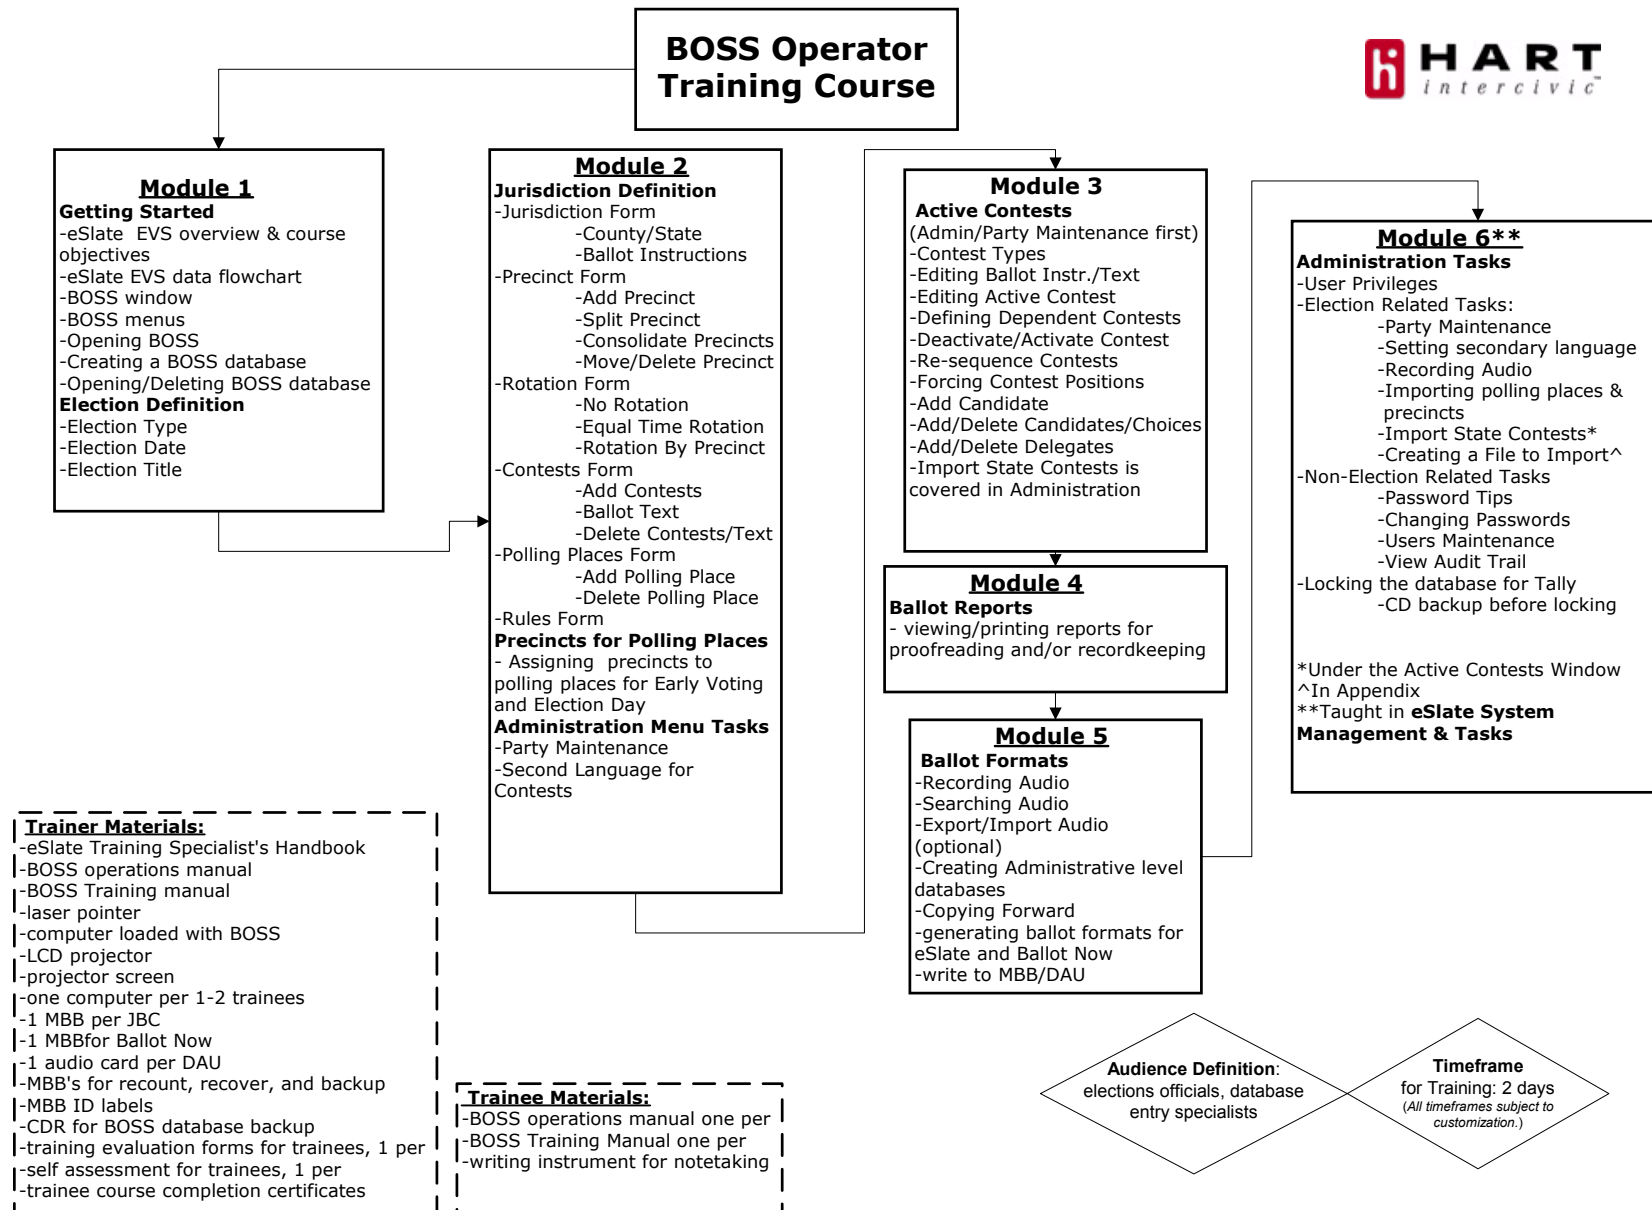 BOSS Operator
Training Course
HART
intercivic™
Module 1
Getting Started
-eSlate  EVS overview & course
objectives
-eSlate EVS data flowchart
-BOSS window
-BOSS menus
-Opening BOSS
-Creating a BOSS database
-Opening/Deleting BOSS database
Election Definition
-Election Type
-Election Date
-Election Title
Module 2
Jurisdiction Definition
-Jurisdiction Form
-County/State
-Ballot Instructions
-Precinct Form
-Add Precinct
-Split Precinct
-Consolidate Precincts
-Move/Delete Precinct
-Rotation Form
-No Rotation
-Equal Time Rotation
-Rotation By Precinct
-Contests Form
-Add Contests
-Ballot Text
-Delete Contests/Text
-Polling Places Form
-Add Polling Place
-Delete Polling Place
-Rules Form
Precincts for Polling Places
- Assigning  precincts to
polling places for Early Voting
and Election Day
Administration Menu Tasks
-Party Maintenance
-Second Language for
Contests
Module 3
Active Contests
(Admin/Party Maintenance first)
-Contest Types
-Editing Ballot Instr./Text
-Editing Active Contest
-Defining Dependent Contests
-Deactivate/Activate Contest
-Re-sequence Contests
-Forcing Contest Positions
-Add Candidate
-Add/Delete Candidates/Choices
-Add/Delete Delegates
-Import State Contests is
covered in Administration
Module 4
Ballot Reports
- viewing/printing reports for
proofreading and/or recordkeeping
Module 5
Ballot Formats
-Recording Audio
-Searching Audio
-Export/Import Audio
(optional)
-Creating Administrative level
databases
-Copying Forward
-generating ballot formats for
eSlate and Ballot Now
-write to MBB/DAU
Module 6**
Administration Tasks
-User Privileges
-Election Related Tasks:
-Party Maintenance
-Setting secondary language
-Recording Audio
-Importing polling places &
precincts
-Import State Contests*
-Creating a File to Import^
-Non-Election Related Tasks
-Password Tips
-Changing Passwords
-Users Maintenance
-View Audit Trail
-Locking the database for Tally
-CD backup before locking
*Under the Active Contests Window
^In Appendix
**Taught in eSlate System
Management & Tasks
Trainer Materials:
-eSlate Training Specialist's Handbook
-BOSS operations manual
-BOSS Training manual
-laser pointer
-computer loaded with BOSS
-LCD projector
-projector screen
-one computer per 1-2 trainees
-1 MBB per JBC
-1 MBBfor Ballot Now
-1 audio card per DAU
-MBB's for recount, recover, and backup
-MBB ID labels
-CDR for BOSS database backup
-training evaluation forms for trainees, 1 per
-self assessment for trainees, 1 per
-trainee course completion certificates
Trainee Materials:
-BOSS operations manual one per
-BOSS Training Manual one per
-writing instrument for notetaking
Audience Definition:
elections officials, database
entry specialists
Timeframe
for Training: 2 days
(All timeframes subject to
customization.)